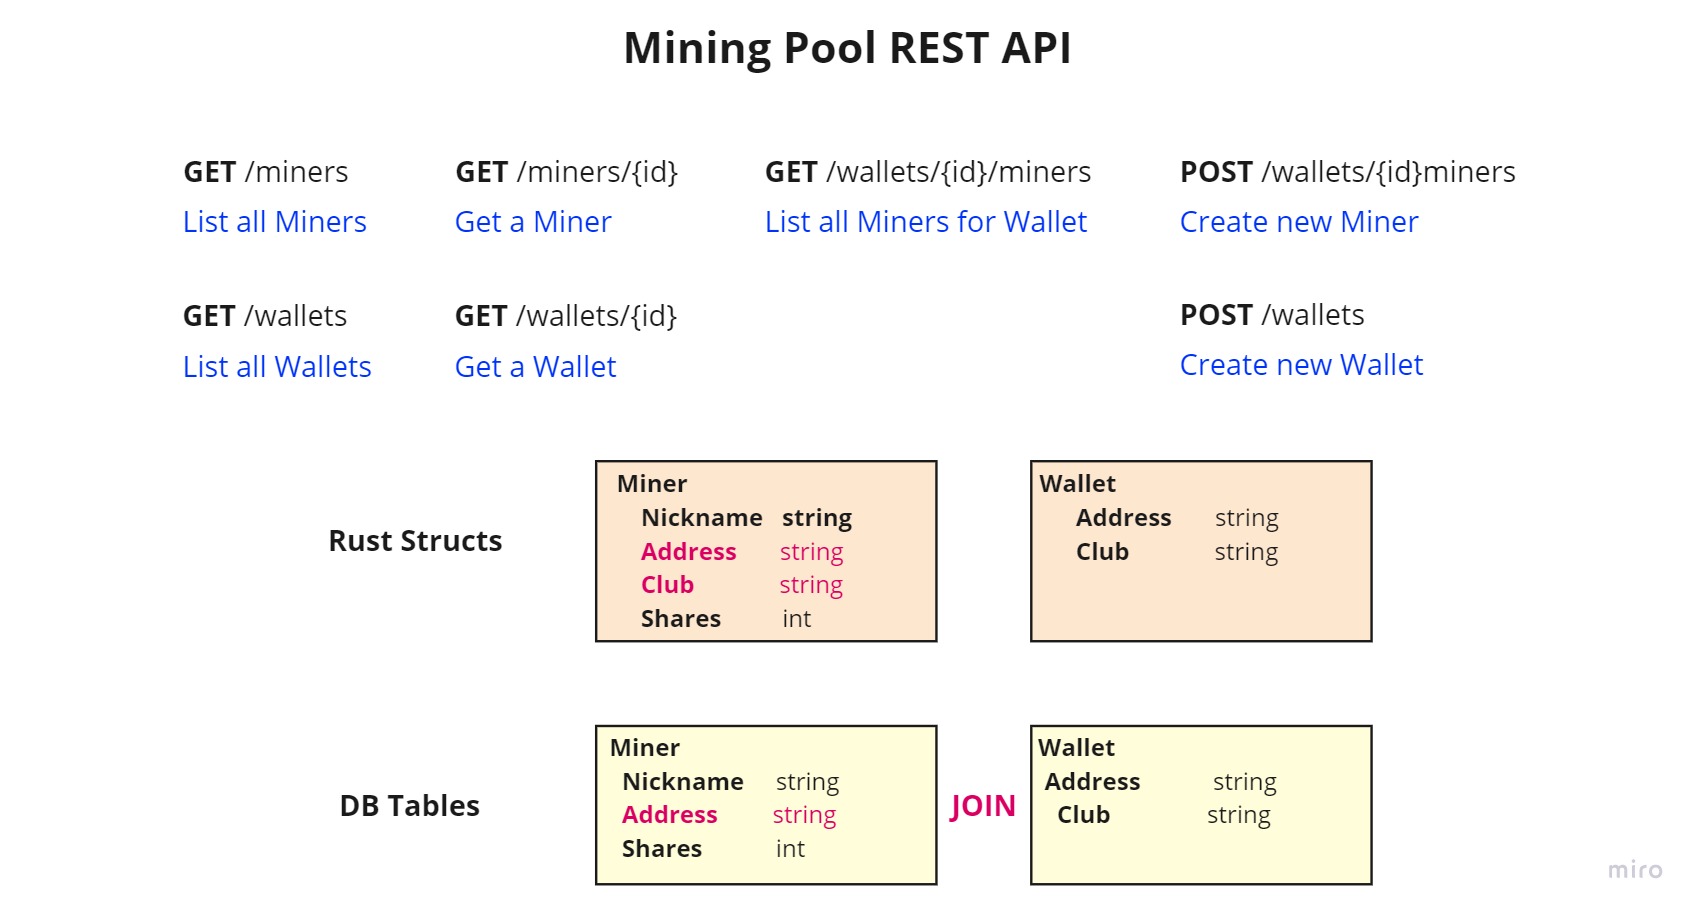 Mining Pool REST API
GET /miners
List all Miners
GET /miners/{id}
Get a Miner
GET /wallets/{id}/miners
List all Miners for Wallet
POST /wallets/{id}miners
Create new Miner
GET /wallets
List all Wallets
GET /wallets/{id}
Get a Wallet
POST /wallets
Create new Wallet
Rust Structs
Miner
Nickname string
Address string
Club string
Shares int
Wallet
Address string
Club string
DB Tables
Miner
Nickname string
Address string
Shares int
JOIN
Wallet
Address string
Club string
miro